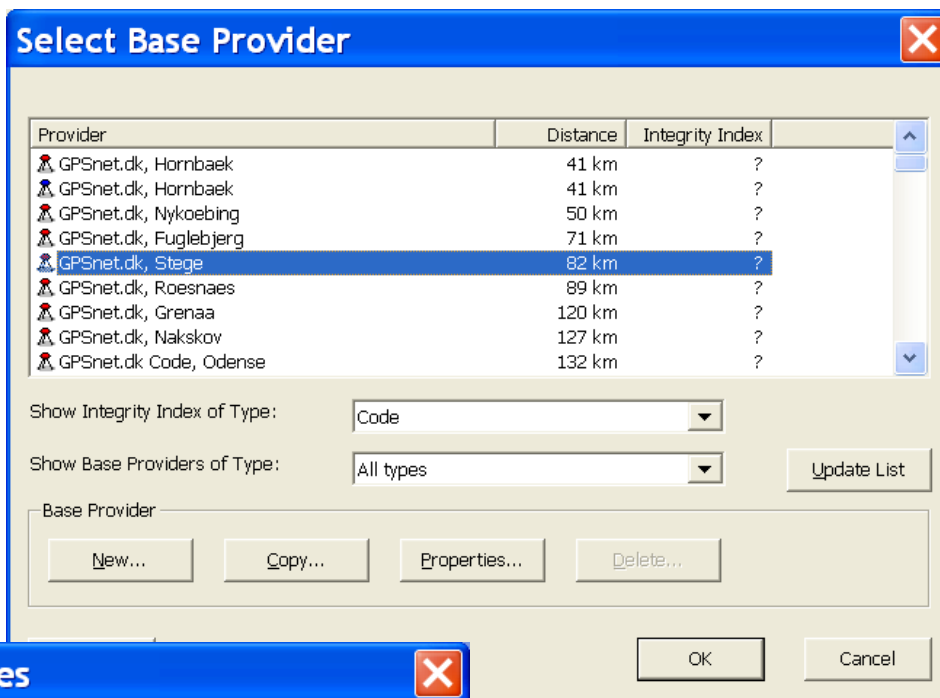 Select Base Provider
Provider Distance Integrity Index
GPSnet.dk, Hornbaek 41 km ?
GPSnet.dk, Hornbaek 41 km ?
GPSnet.dk, Nykoebing 50 km ?
GPSnet.dk, Fuglebjerg 71 km ?
GPSnet.dk, Stege 82 km ?
GPSnet.dk, Roesnaes 89 km ?
GPSnet.dk, Grenaa 120 km ?
GPSnet.dk, Nakskov 127 km ?
GPSnet.dk Code, Odense 132 km ?
Show Integrity Index of Type: Code
Show Base Providers of Type: All types Update List
Base Provider
New... Copy... Properties... Delete...
OK Cancel
es